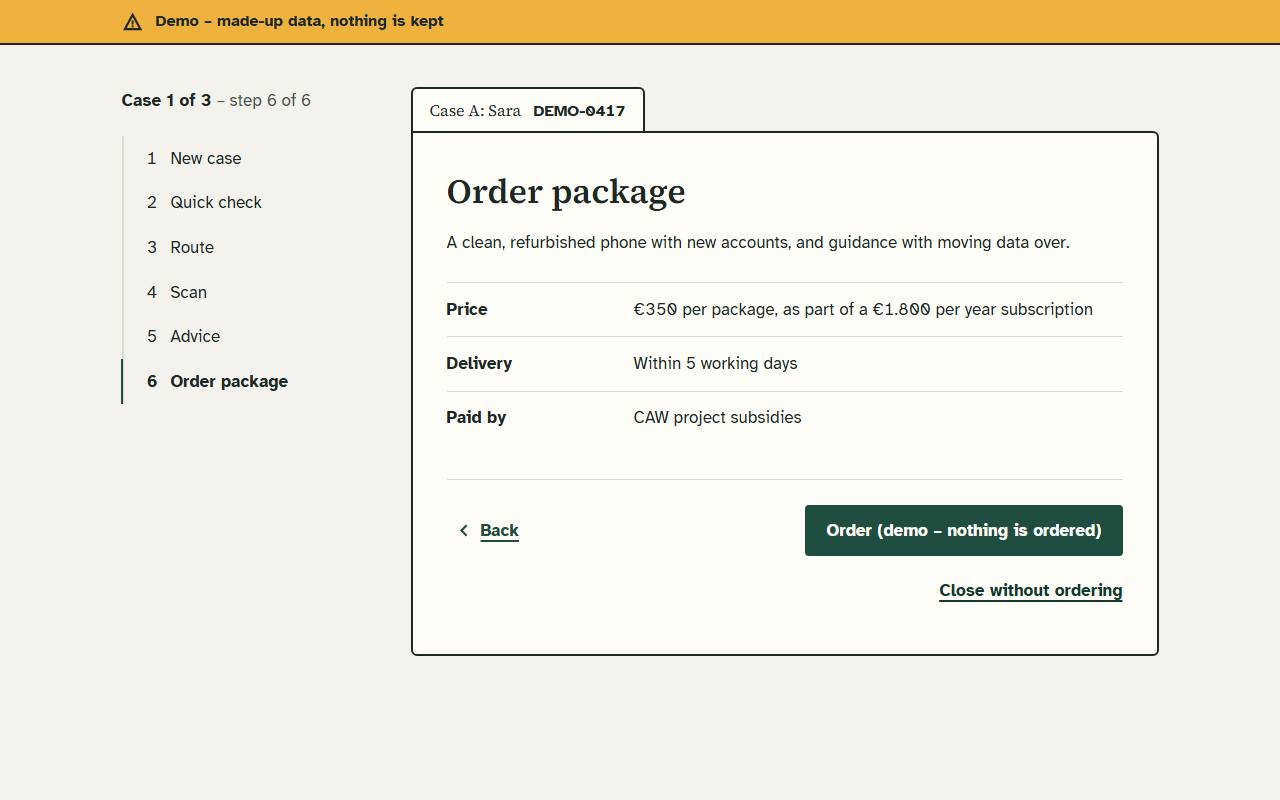 Demo – made-up data, nothing is kept
Case 1 of 3 – step 6 of 6
1 New case
2 Quick check
3 Route
4 Scan
5 Advice
6 Order package
Case A: Sara DEMO-0417
Order package
A clean, refurbished phone with new accounts, and guidance with moving data over.
Price €350 per package, as part of a €1.800 per year subscription
Delivery Within 5 working days
Paid by CAW project subsidies
Back
Order (demo – nothing is ordered)
Close without ordering